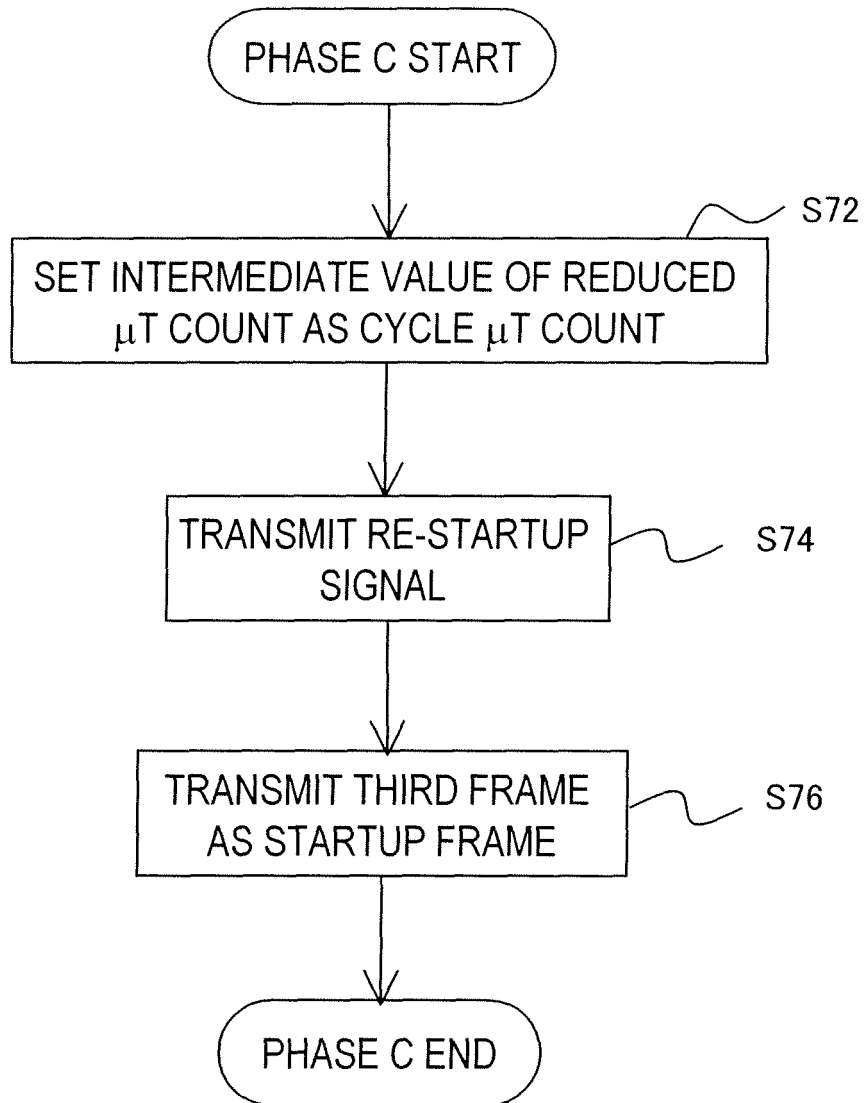 PHASE C START
S72
SET INTERMEDIATE VALUE OF REDUCED
μT COUNT AS CYCLE μT COUNT
TRANSMIT RE-STARTUP
SIGNAL
S74
TRANSMIT THIRD FRAME
AS STARTUP FRAME
S76
PHASE C END